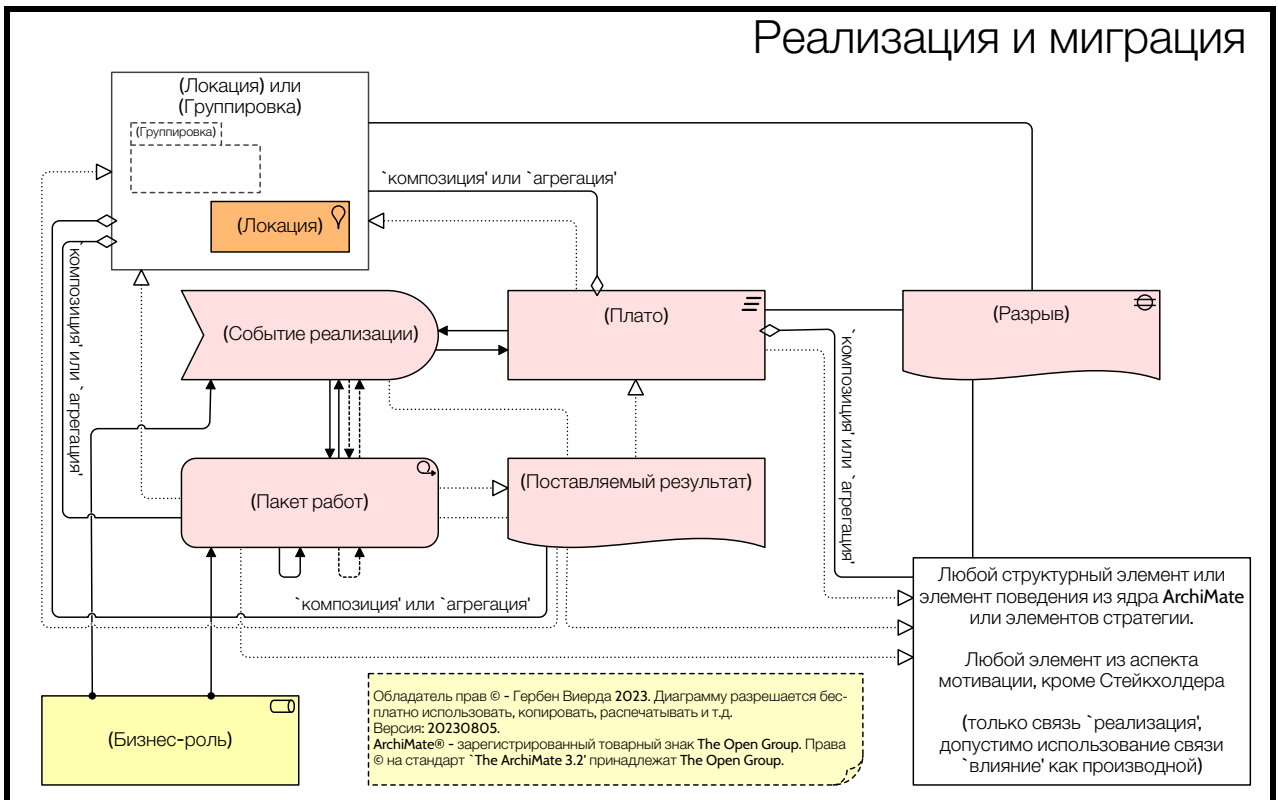 Реализация и миграция
(Локация) или
(Группировка)
(Группировка)
(Локация)
`композиция' или `агрегация'
`композиция' или `агрегация'
(Событие реализации)
(Плато)
(Разрыв)
`композиция' или `агрегация'
(Пакет работ)
(Поставляемый результат)
`композиция' или `агрегация'
(Бизнес-роль)
Обладатель прав © - Гербен Виерда 2023. Диаграмму разрешается бес-
платно использовать, копировать, распечатывать и т.д.
Версия: 20230805.
ArchiMate® - зарегистрированный товарный знак The Open Group. Права
© на стандарт `The ArchiMate 3.2' принадлежат The Open Group.
Любой структурный элемент или
элемент поведения из ядра ArchiMate
или элементов стратегии.
Любой элемент из аспекта
мотивации, кроме Стейкхолдера
(только связь `реализация',
допустимо использование связи
`влияние' как производной)